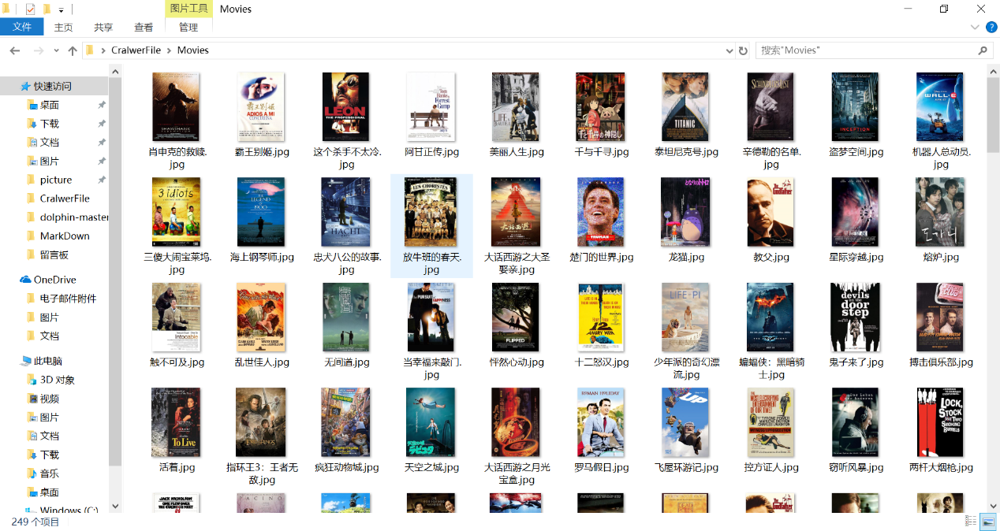 图片工具
Movies
文件
主页
共享
查看
管理
CralwerFile
Movies
搜索"Movies"
快速访问
桌面
下载
文档
图片
picture
CralwerFile
dolphin-master
MarkDown
留言板
OneDrive
电子邮件附件
图片
文档
此电脑
3D 对象
视频
图片
文档
下载
音乐
桌面
Windows (C:)
249 个项目
肖申克的救赎.
jpg
霸王别姬.jpg
这个杀手不太冷.
jpg
阿甘正传.jpg
美丽人生.jpg
千与千寻.jpg
泰坦尼克号.jpg
辛德勒的名单.
jpg
盗梦空间.jpg
机器人总动员.
jpg
三傻大闹宝莱坞.
jpg
海上钢琴师.jpg
忠犬八公的故事.
jpg
放牛班的春天.
jpg
大话西游之大圣
娶亲.jpg
楚门的世界.jpg
龙猫.jpg
教父.jpg
星际穿越.jpg
熔炉.jpg
触不可及.jpg
乱世佳人.jpg
无间道.jpg
当幸福来敲门.
jpg
怦然心动.jpg
十二怒汉.jpg
少年派的奇幻漂
流.jpg
蝙蝠侠：黑暗骑
士.jpg
鬼子来了.jpg
搏击俱乐部.jpg
活着.jpg
指环王3：王者无
敌.jpg
疯狂动物城.jpg
天空之城.jpg
大话西游之月光
宝盒.jpg
罗马假日.jpg
飞屋环游记.jpg
控方证人.jpg
窃听风暴.jpg
两杆大烟枪.jpg